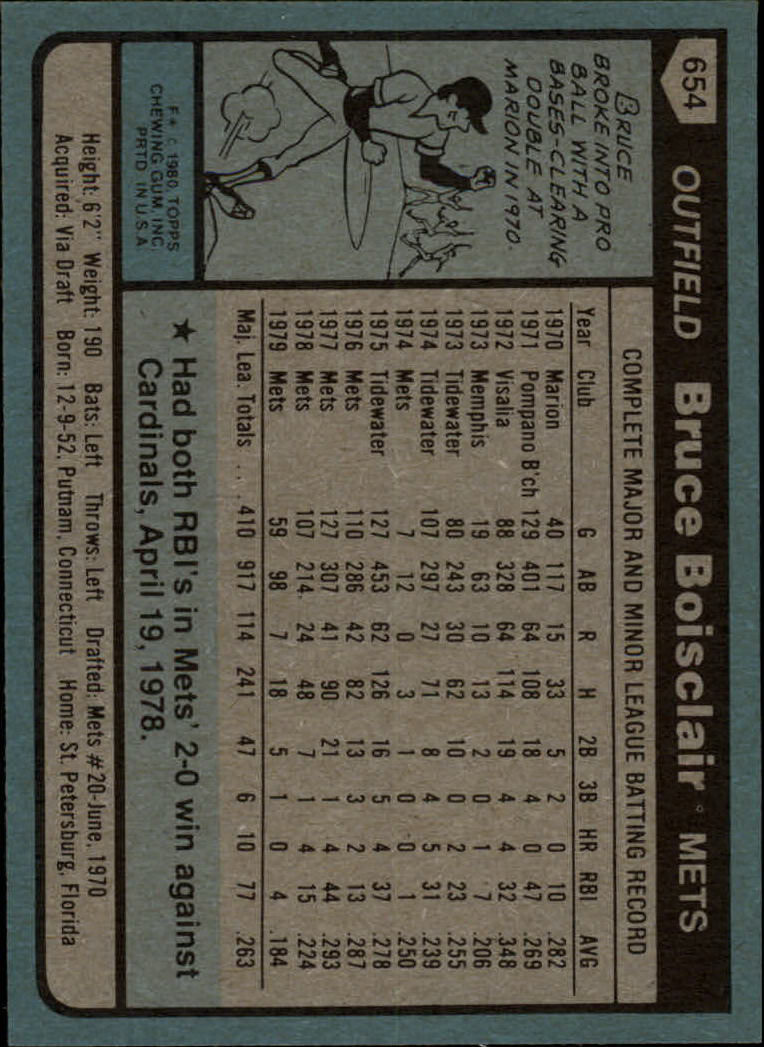 654
OUTFIELD Bruce Boisclair • METS
BRUCE
BROKE INTO PRO
BALL WITH A
BASES-CLEARING
DOUBLE AT
MARION IN 1970.
F★ © 1980, TOPPS
CHEWING GUM, INC.
PRTD. IN U.S.A.
COMPLETE MAJOR AND MINOR LEAGUE BATTING RECORD
Year Club G AB R H 2B 3B HR RBI AVG
1970 Marion 40 117 15 33 5 2 0 10 .282
1971 Pompano B'ch 129 401 64 108 18 4 0 47 .269
1972 Visalia 88 328 64 114 19 4 4 32 .348
1973 Memphis 19 63 10 13 2 0 1 7 .206
1973 Tidewater 80 243 30 62 10 0 2 23 .255
1974 Tidewater 107 297 27 71 8 4 5 31 .239
1974 Mets 7 12 0 3 1 0 0 1 .250
1975 Tidewater 127 453 62 126 16 5 4 37 .278
1976 Mets 110 286 42 82 13 3 2 13 .287
1977 Mets 127 307 41 90 21 1 4 44 .293
1978 Mets 107 214 24 48 7 1 4 15 .224
1979 Mets 59 98 7 18 5 1 0 4 .184
Maj. Lea. Totals . . . 410 917 114 241 47 6 10 77 .263
★ Had both RBI's in Mets' 2-0 win against
Cardinals, April 19, 1978.
Height: 6'2" Weight: 190 Bats: Left Throws: Left Drafted: Mets #20-June, 1970
Acquired: Via Draft Born: 12-9-52, Putnam, Connecticut Home: St. Petersburg, Florida